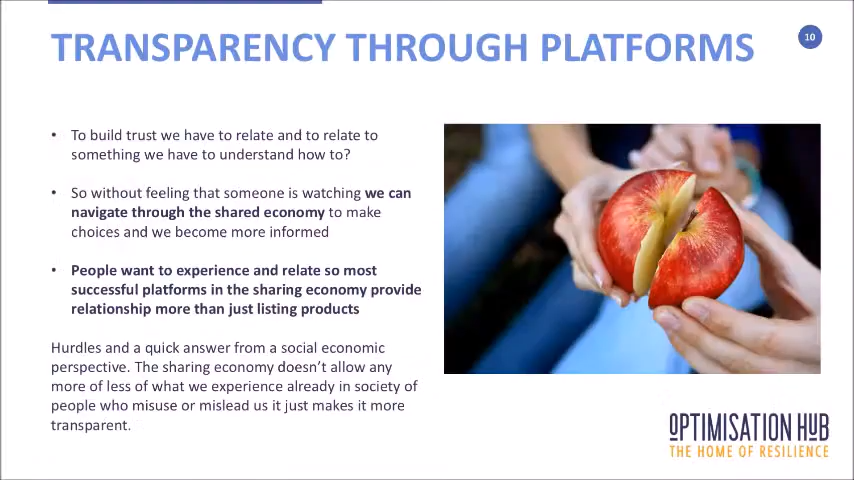 TRANSPARENCY THROUGH PLATFORMS
10
• To build trust we have to relate and to relate to
something we have to understand how to?
• So without feeling that someone is watching we can
navigate through the shared economy to make
choices and we become more informed
• People want to experience and relate so most
successful platforms in the sharing economy provide
relationship more than just listing products
Hurdles and a quick answer from a social economic
perspective. The sharing economy doesn’t allow any
more of less of what we experience already in society of
people who misuse or mislead us it just makes it more
transparent.
OPTIMISATION HUB
THE HOME OF RESILIENCE